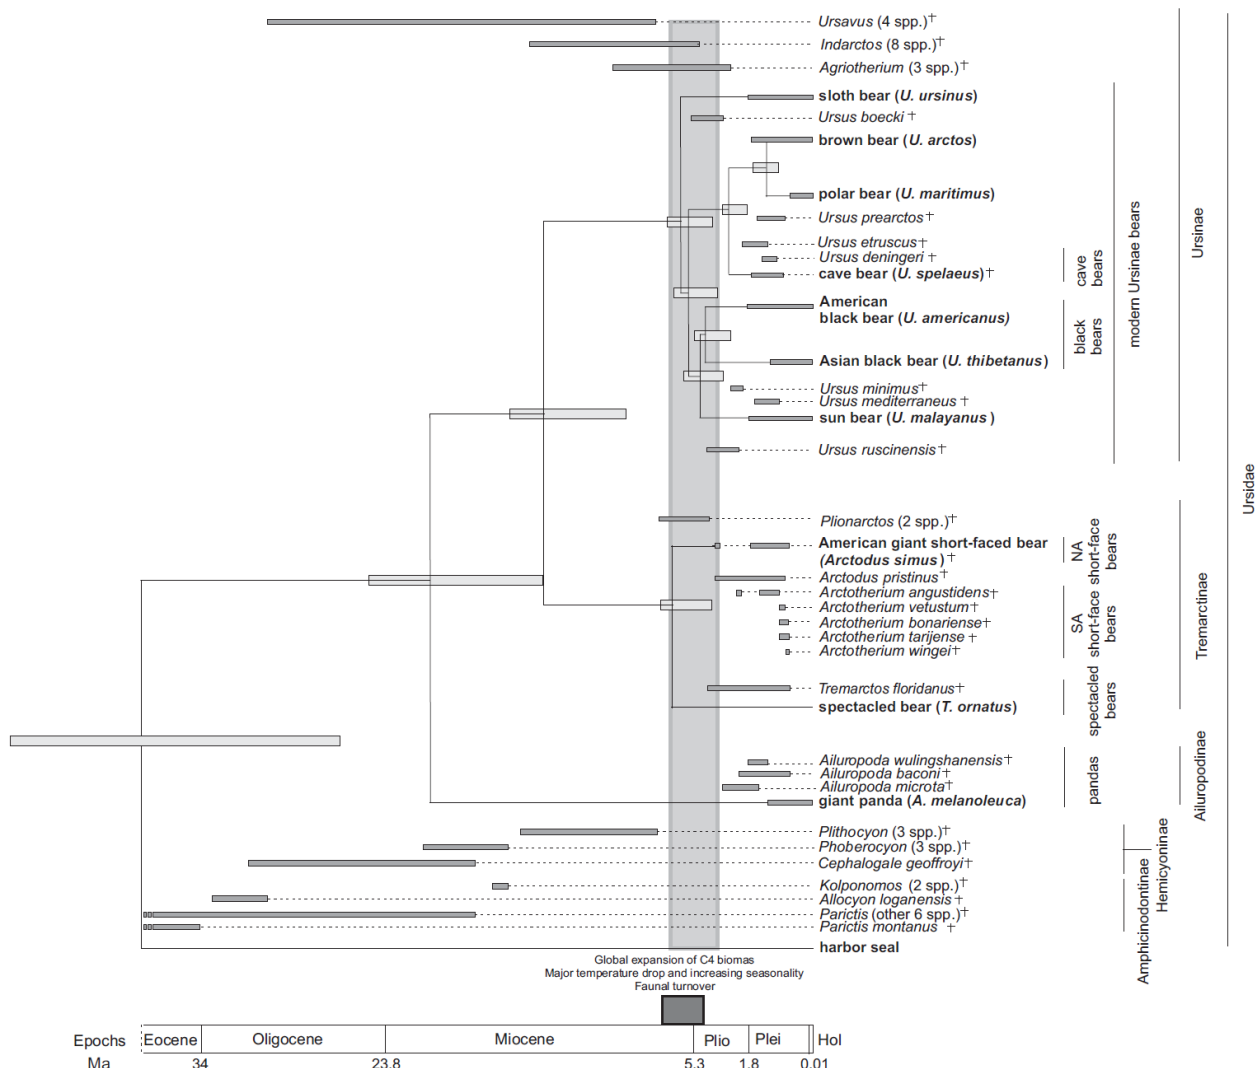 Ursavus (4 spp.)†
Indarctos (8 spp.)†
Agriotherium (3 spp.)†
sloth bear (U. ursinus)
Ursus boecki †
brown bear (U. arctos)
polar bear (U. maritimus)
Ursus prearctos†
Ursus etruscus†
Ursus deningeri †
cave bear (U. spelaeus)†
American
black bear (U. americanus)
Asian black bear (U. thibetanus)
Ursus minimus†
Ursus mediterraneus †
sun bear (U. malayanus )
Ursus ruscinensis†
Plionarctos (2 spp.)†
American giant short-faced bear
(Arctodus simus) †
Arctodus pristinus†
Arctotherium angustidens†
Arctotherium vetustum†
Arctotherium bonariense†
Arctotherium tarijense †
Arctotherium wingei†
Tremarctos floridanus†
spectacled bear (T. ornatus)
Ailuropoda wulingshanensis†
Ailuropoda baconi†
Ailuropoda microta†
giant panda (A. melanoleuca)
Plithocyon (3 spp.)†
Phoberocyon (3 spp.)†
Cephalogale geoffroyi†
Kolponomos (2 spp.)†
Allocyon loganensis †
Parictis (other 6 spp.)†
Parictis montanus †
harbor seal
cave
bears
black
bears
modern Ursinae bears
Ursinae
NA
short-face
bears
SA
short-face
bears
spectacled
bears
Tremarctinae
pandas
Ailuropodinae
Hemicyoninae
Amphicinodontinae
Ursidae
Global expansion of C4 biomas
Major temperature drop and increasing seasonality
Faunal turnover
Epochs Eocene Oligocene Miocene Plio Plei Hol
Ma 34 23.8 5.3 1.8 0.01